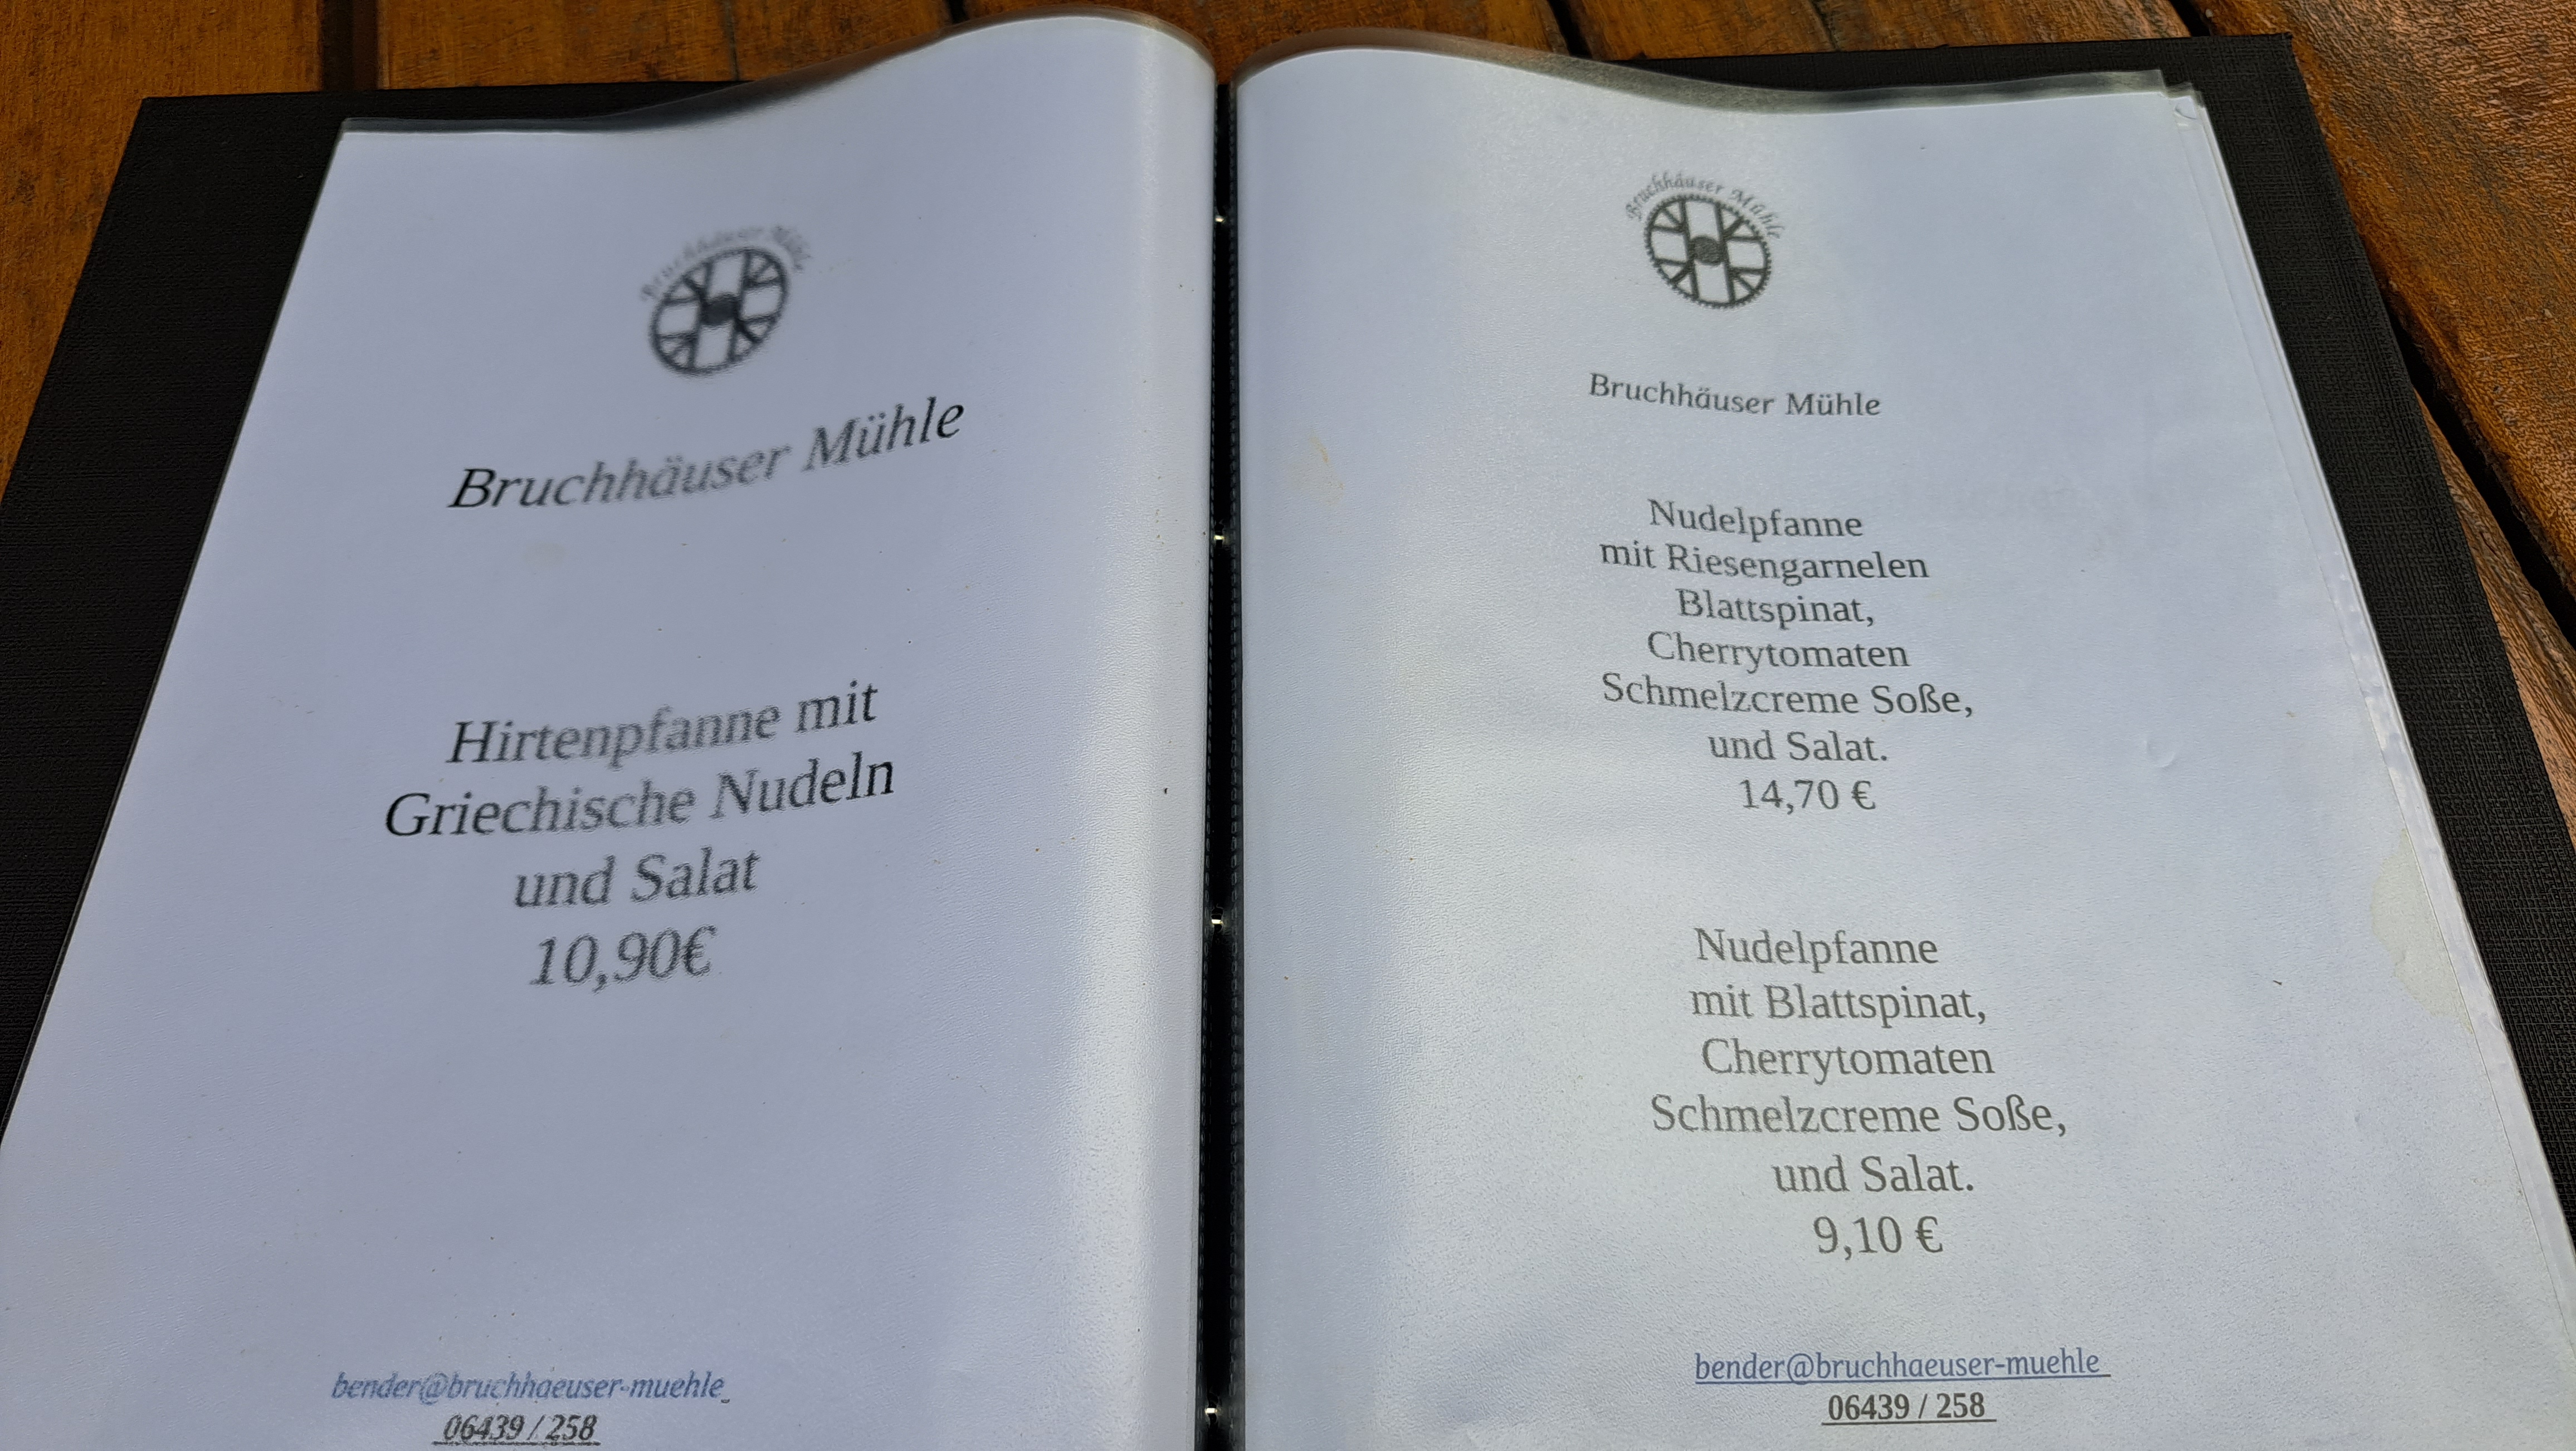 Bruchhäuser Mühle
Bruchhäuser Mühle
Hirtenpfanne mit
Griechische Nudeln
und Salat
10,90€
bender@bruchhaeuser-muehle
06439 / 258
Bruchhäuser Mühle
Bruchhäuser Mühle
Nudelpfanne
mit Riesengarnelen
Blattspinat,
Cherrytomaten
Schmelzcreme Soße,
und Salat.
14,70 €
Nudelpfanne
mit Blattspinat,
Cherrytomaten
Schmelzcreme Soße,
und Salat.
9,10 €
bender@bruchhaeuser-muehle
06439 / 258